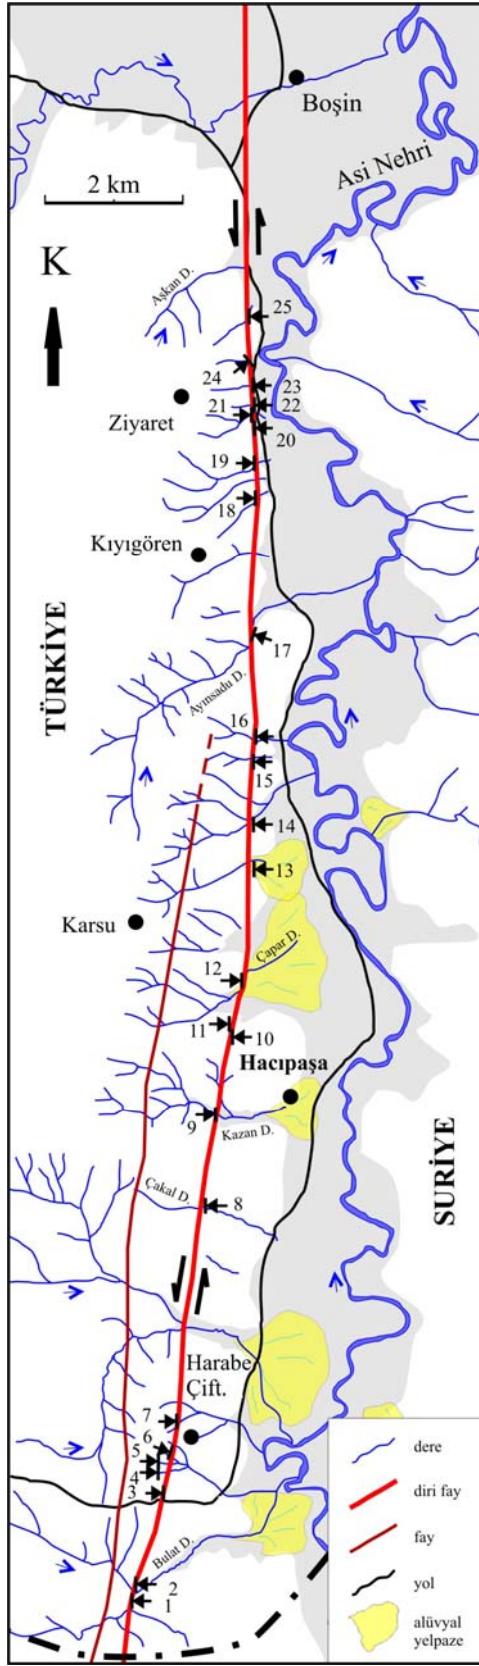 Boşin
Asi Nehri
2 km
K
Aşkan D.
25
24
23
Ziyaret
21
22
20
19
18
Kıyıgören
17
TÜRKİYE
Ayınsadu D.
16
15
14
13
Karsu
Çapar D.
12
11
10
Hacıpaşa
9
Kazan D.
SURİYE
Çakal D.
8
Harabe
Çift.
7
6
5
4
3
Bulat D.
2
1
dere
diri fay
fay
yol
alüvyal
yelpaze